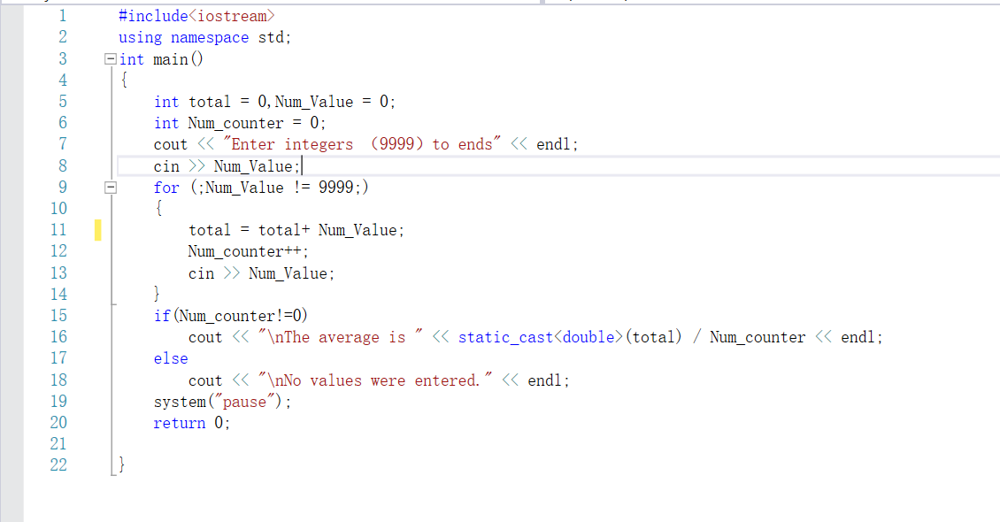 1 #include<iostream>
2 using namespace std;
3 int main()
4 {
5 int total = 0,Num_Value = 0;
6 int Num_counter = 0;
7 cout << "Enter integers （9999）to ends" << endl;
8 cin >> Num_Value;
9 for (;Num_Value != 9999;)
10 {
11 total = total+ Num_Value;
12 Num_counter++;
13 cin >> Num_Value;
14 }
15 if(Num_counter!=0)
16 cout << "\nThe average is " << static_cast<double>(total) / Num_counter << endl;
17 else
18 cout << "\nNo values were entered." << endl;
19 system("pause");
20 return 0;
21
22 }